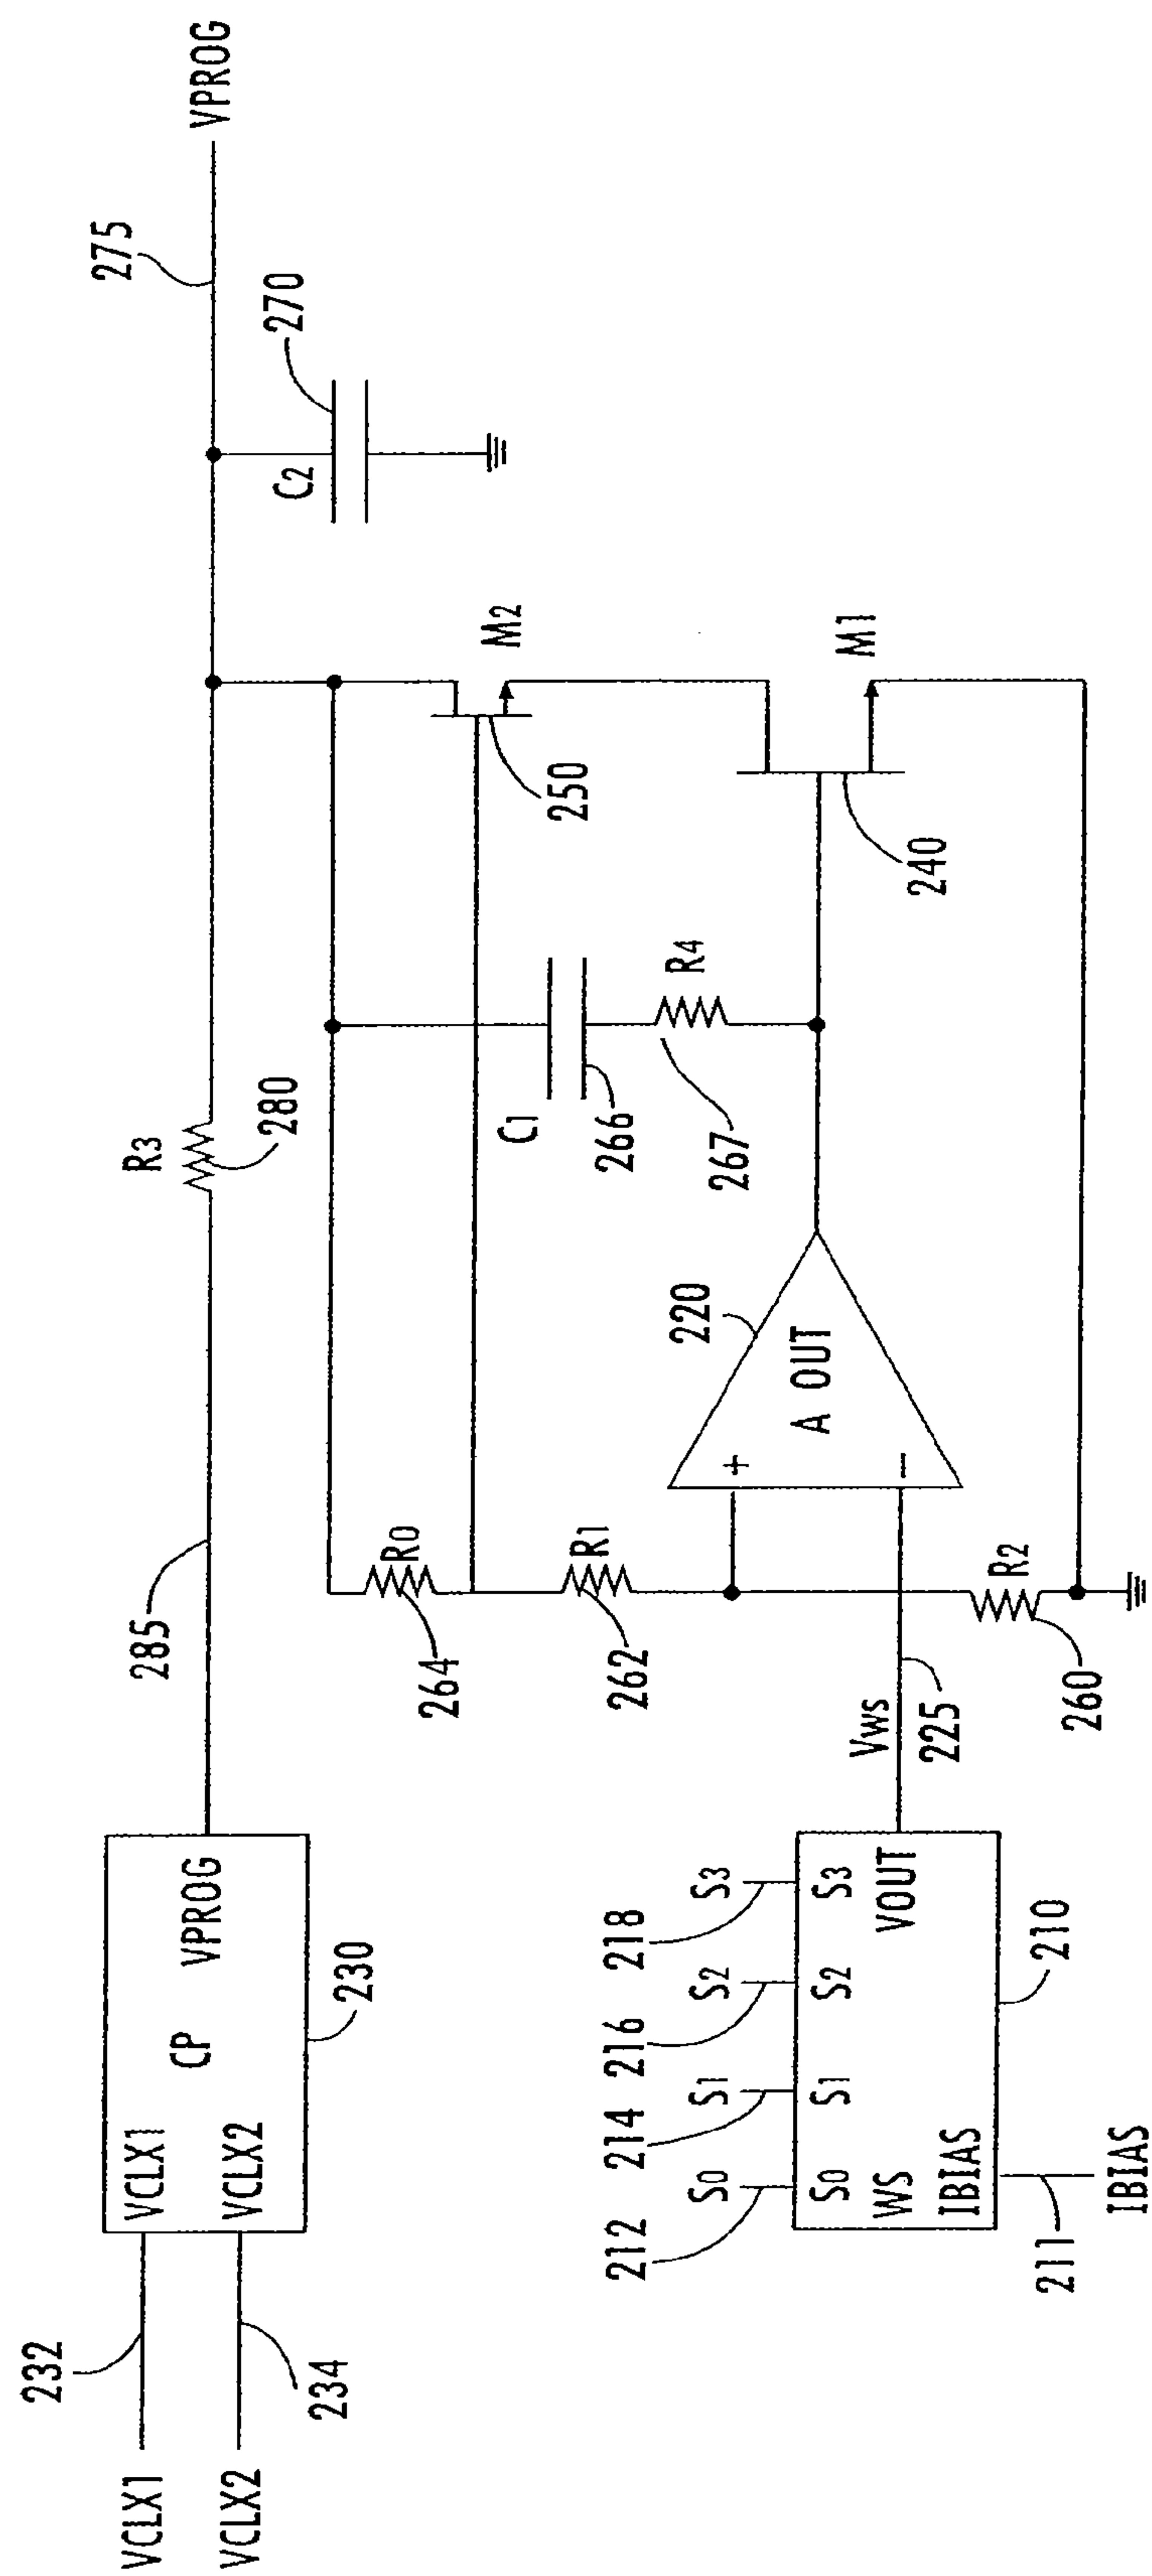 VCLX1
232
VCLX1
CP
VPROG
230
VCLX2
234
VCLX2
285
R3
280
275
VPROG
C2
270
R0
264
R1
262
C1
266
R4
267
M2
250
M1
240
220
+
A OUT
−
R2
260
Vws
225
212
S0
214
S1
216
S2
218
S3
S0
S1
S2
S3
WS
VOUT
IBIAS
210
211
IBIAS